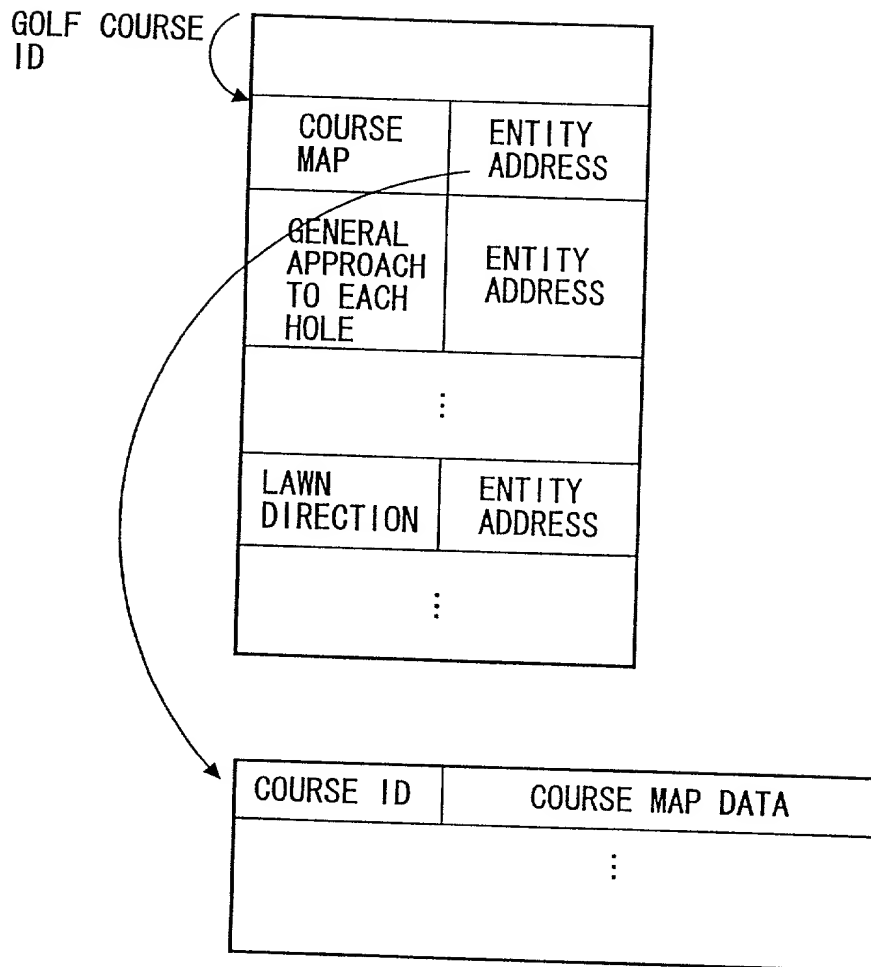 GOLF COURSE
ID
COURSE
MAP
ENTITY
ADDRESS
GENERAL
APPROACH
TO EACH
HOLE
ENTITY
ADDRESS
⋮
LAWN
DIRECTION
ENTITY
ADDRESS
⋮
COURSE ID
COURSE MAP DATA
⋮